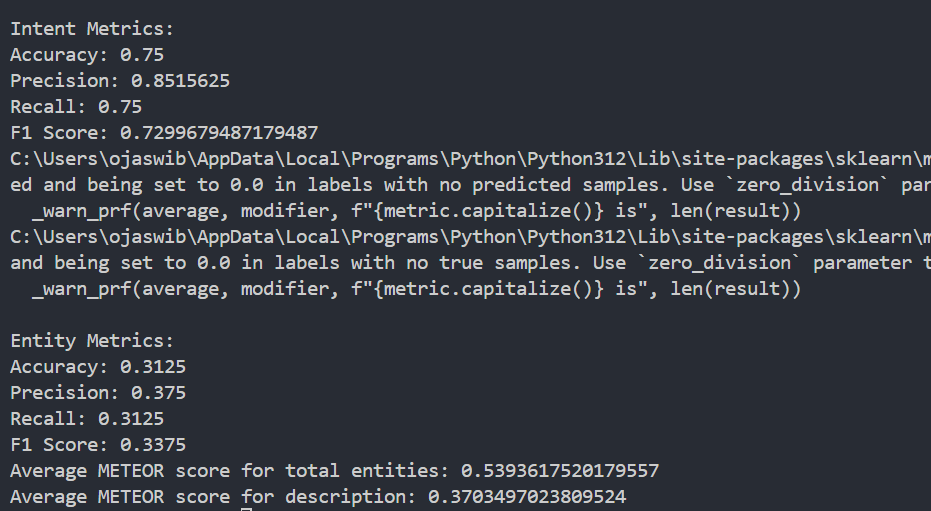 Intent Metrics:
Accuracy: 0.75
Precision: 0.8515625
Recall: 0.75
F1 Score: 0.7299679487179487
C:\Users\ojaswib\AppData\Local\Programs\Python\Python312\Lib\site-packages\sklearn\m
ed and being set to 0.0 in labels with no predicted samples. Use `zero_division` par
  _warn_prf(average, modifier, f"{metric.capitalize()} is", len(result))
C:\Users\ojaswib\AppData\Local\Programs\Python\Python312\Lib\site-packages\sklearn\m
and being set to 0.0 in labels with no true samples. Use `zero_division` parameter t
  _warn_prf(average, modifier, f"{metric.capitalize()} is", len(result))
Entity Metrics:
Accuracy: 0.3125
Precision: 0.375
Recall: 0.3125
F1 Score: 0.3375
Average METEOR score for total entities: 0.5393617520179557
Average METEOR score for description: 0.3703497023809524